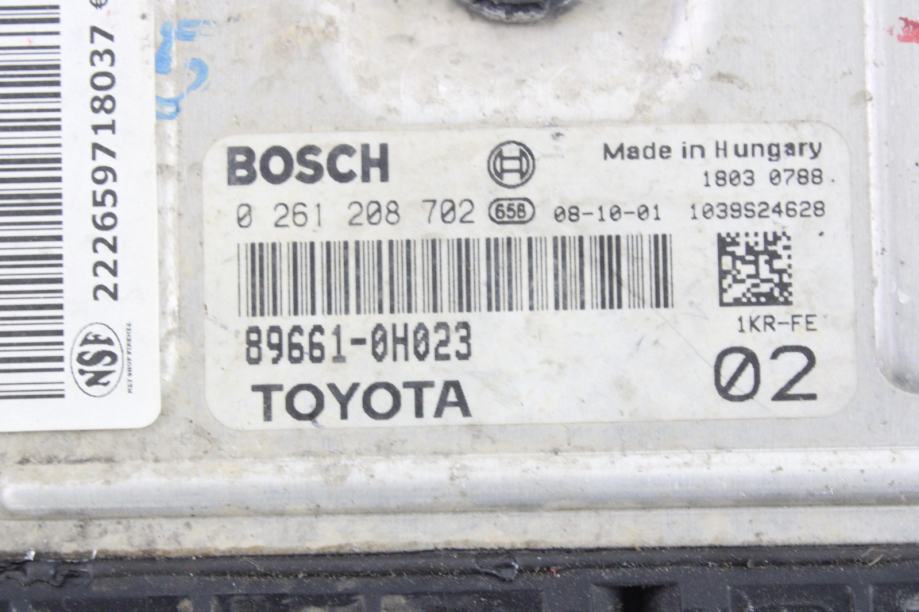 BOSCH
Made in Hungary
1803 0788
0 261 208 702 658 08-10-01 1039S24628
89661-0H023
1KR-FE
TOYOTA
02
222659718037
NSF